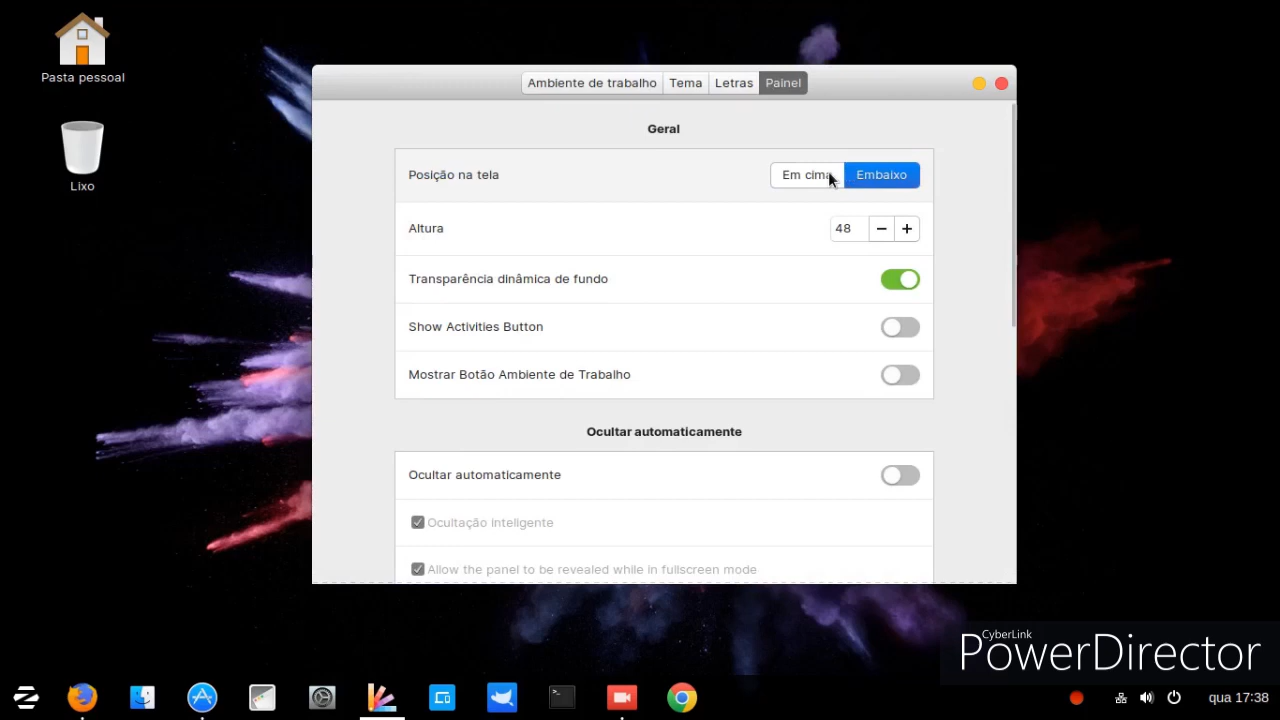 Pasta pessoal
Lixo
Ambiente de trabalho Tema Letras Painel
Geral
Posição na tela Em cima Embaixo
Altura 48 − +
Transparência dinâmica de fundo
Show Activities Button
Mostrar Botão Ambiente de Trabalho
Ocultar automaticamente
Ocultar automaticamente
Ocultação inteligente
Allow the panel to be revealed while in fullscreen mode
CyberLink
PowerDirector
qua 17:38